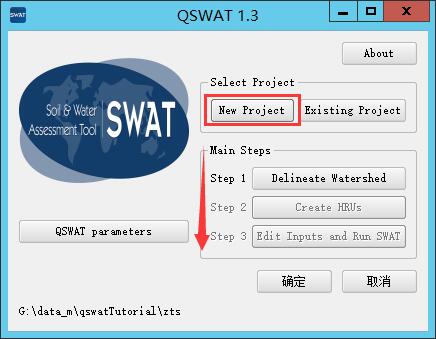 SWAT
QSWAT 1.3
About
Soil & Water
Assessment Tool
SWAT
Select Project
New Project
Existing Project
Main Steps
Step 1
Delineate Watershed
Step 2
Create HRUs
Step 3
Edit Inputs and Run SWAT
QSWAT parameters
确定
取消
G:\data_m\qswatTutorial\zts